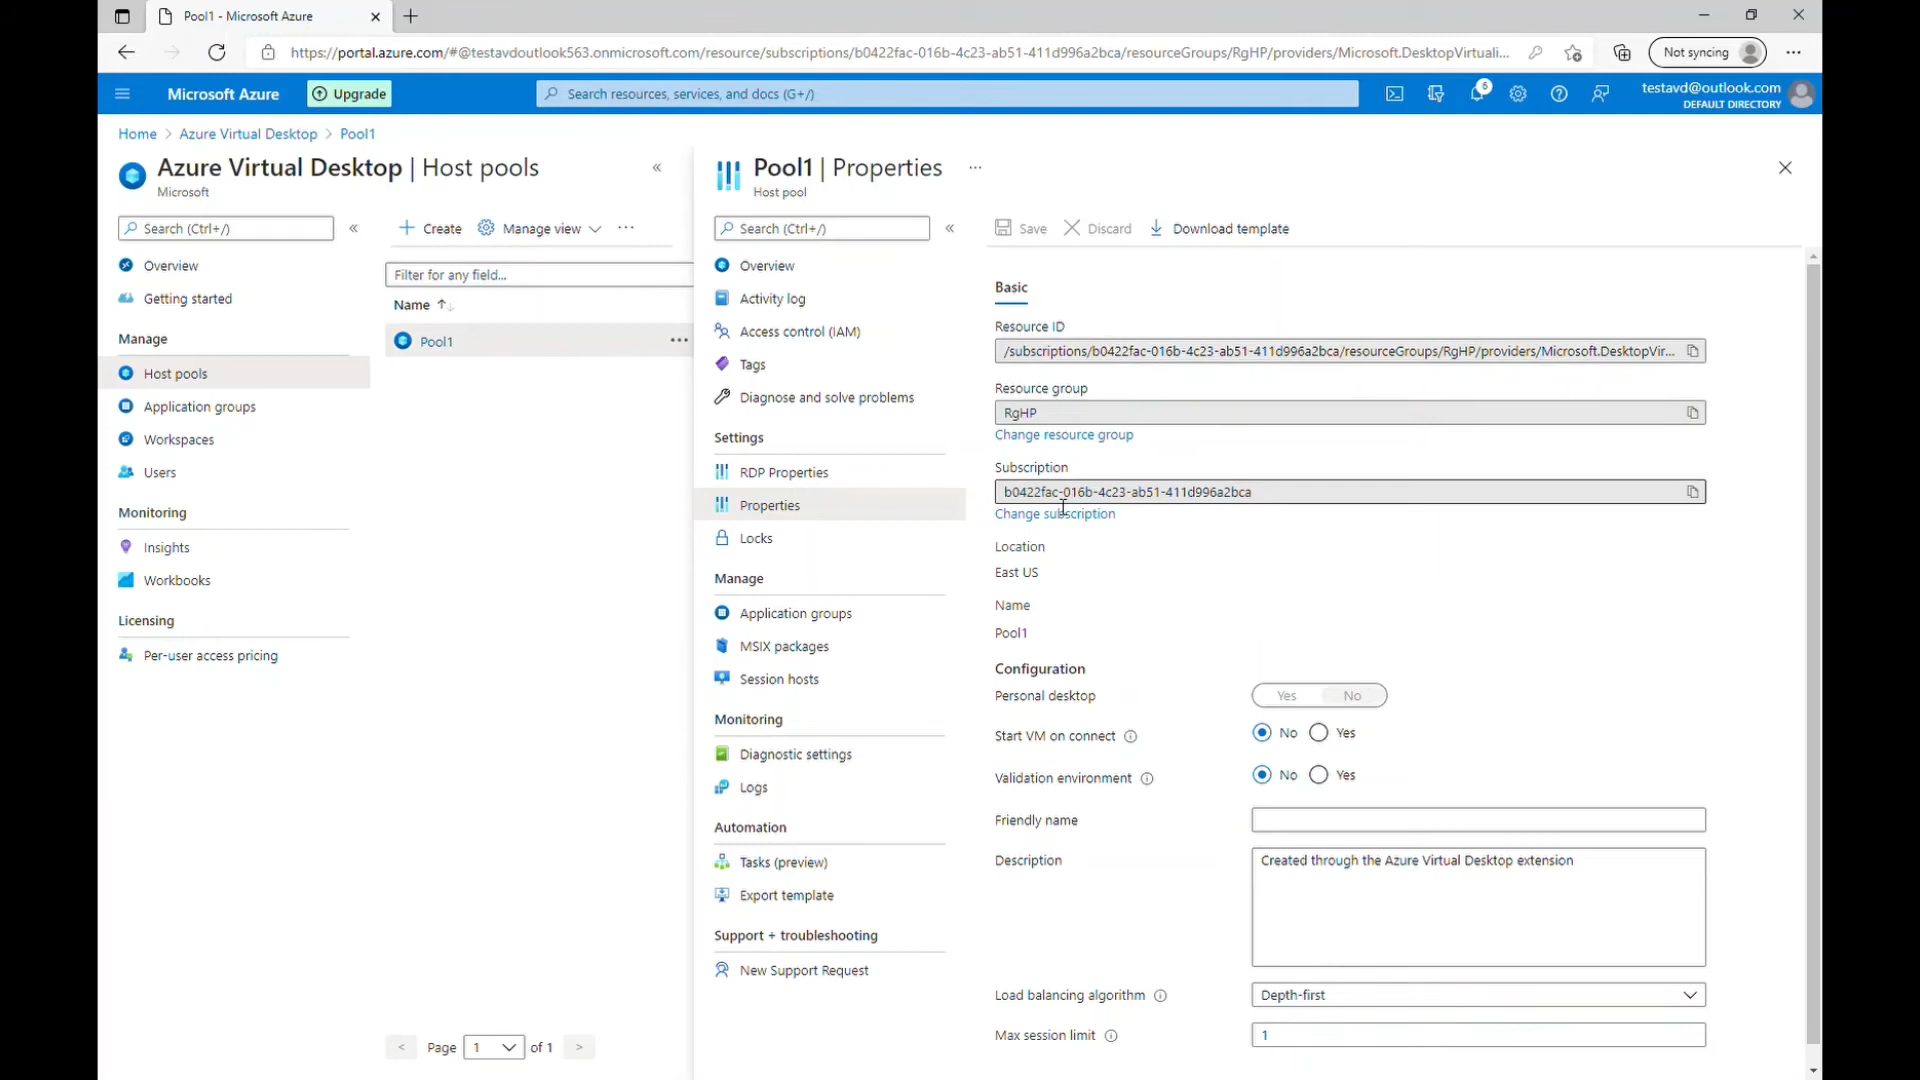 Pool1 - Microsoft Azure
https://portal.azure.com/#@testavdoutlook563.onmicrosoft.com/resource/subscriptions/b0422fac-016b-4c23-ab51-411d996a2bca/resourceGroups/RgHP/providers/Microsoft.DesktopVirtuali...
Not syncing
Microsoft Azure
Upgrade
Search resources, services, and docs (G+/)
6
testavd@outlook.com
DEFAULT DIRECTORY
Home > Azure Virtual Desktop > Pool1
Azure Virtual Desktop | Host pools
Microsoft
Search (Ctrl+/)
Overview
Getting started
Manage
Host pools
Application groups
Workspaces
Users
Monitoring
Insights
Workbooks
Licensing
Per-user access pricing
Create
Manage view
Filter for any field...
Name
Pool1
Page 1 of 1
Pool1 | Properties
Host pool
Search (Ctrl+/)
Overview
Activity log
Access control (IAM)
Tags
Diagnose and solve problems
Settings
RDP Properties
Properties
Locks
Manage
Application groups
MSIX packages
Session hosts
Monitoring
Diagnostic settings
Logs
Automation
Tasks (preview)
Export template
Support + troubleshooting
New Support Request
Save
Discard
Download template
Basic
Resource ID
/subscriptions/b0422fac-016b-4c23-ab51-411d996a2bca/resourceGroups/RgHP/providers/Microsoft.DesktopVir...
Resource group
RgHP
Change resource group
Subscription
b0422fac-016b-4c23-ab51-411d996a2bca
Change subscription
Location
East US
Name
Pool1
Configuration
Personal desktop Yes No
Start VM on connect No Yes
Validation environment No Yes
Friendly name
Description Created through the Azure Virtual Desktop extension
Load balancing algorithm Depth-first
Max session limit 1